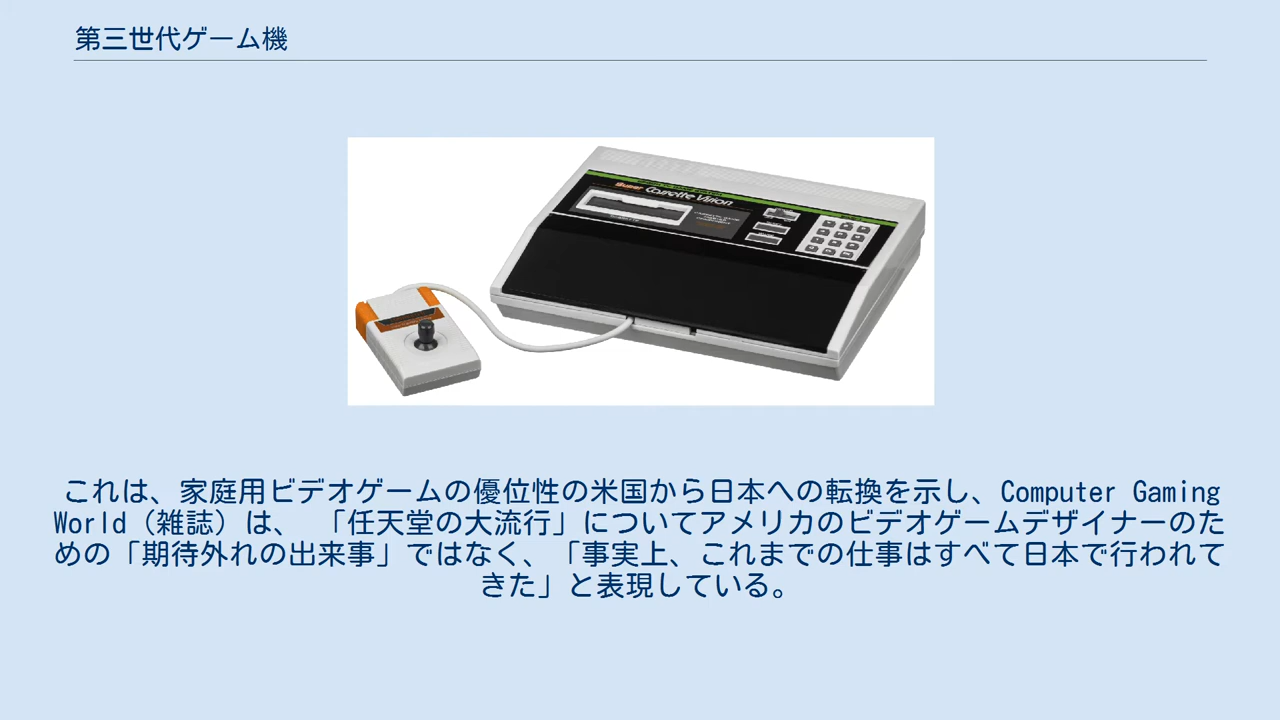 第三世代ゲーム機
Super Cassette Vision
これは、家庭用ビデオゲームの優位性の米国から日本への転換を示し、Computer Gaming
World（雑誌）は、 「任天堂の大流行」についてアメリカのビデオゲームデザイナーのた
めの「期待外れの出来事」ではなく、「事実上、これまでの仕事はすべて日本で行われて
きた」と表現している。